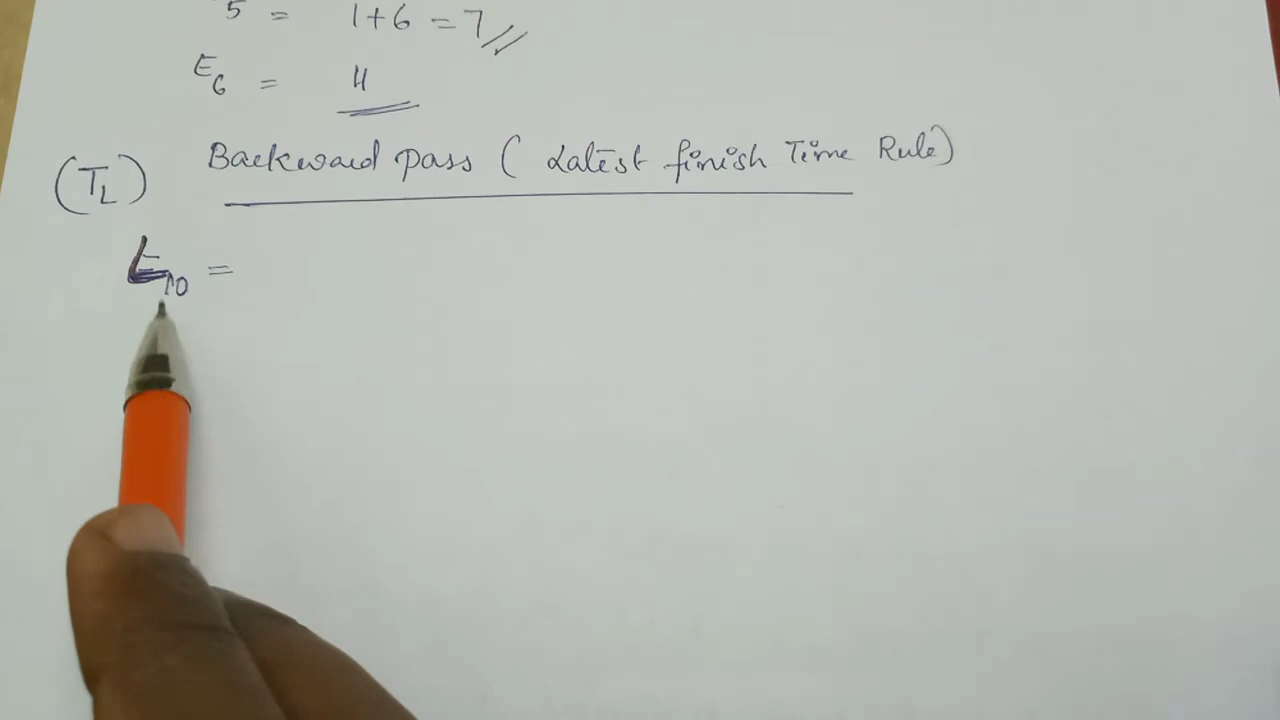 5 = 1+6 = 7
E6 = 4
(TL) Backward pass (Latest finish Time Rule)
L10 =